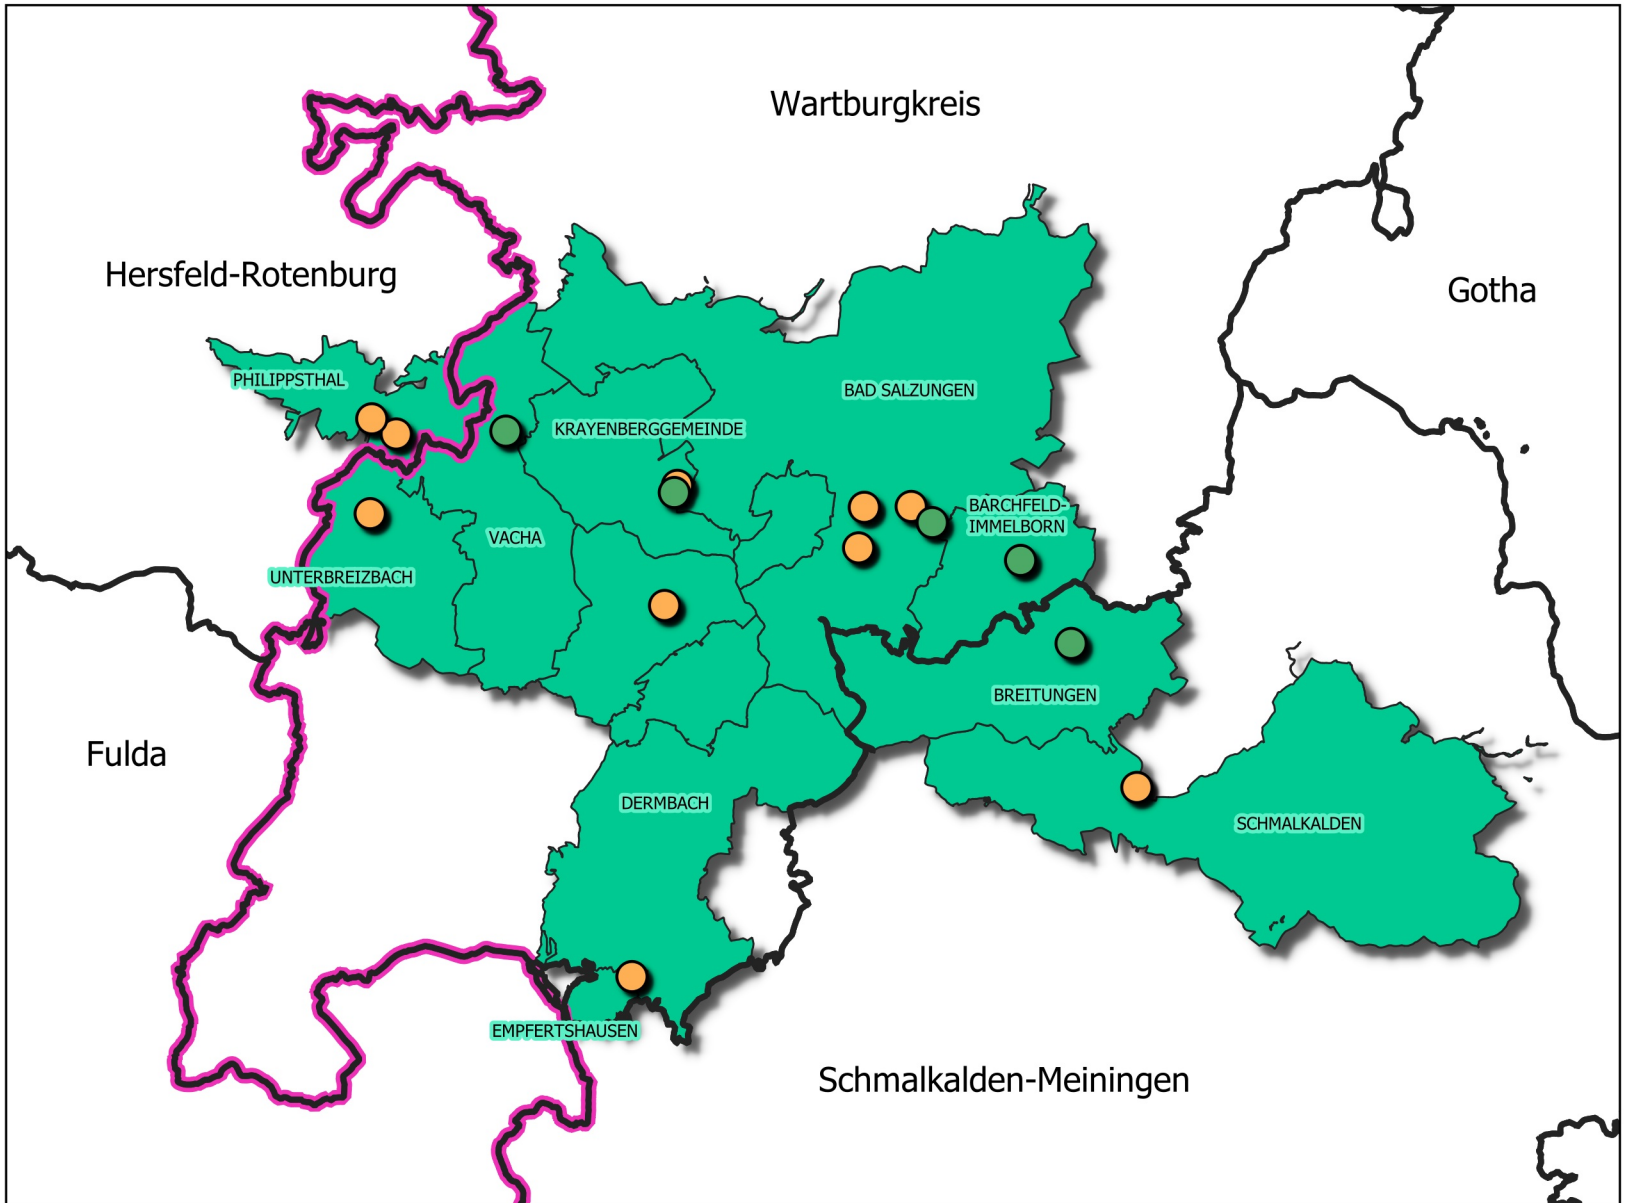 Wartburgkreis
Hersfeld-Rotenburg
Gotha
PHILIPPSTHAL
BAD SALZUNGEN
KRAYENBERGGEMEINDE
BARCHFELD-
IMMELBORN
VACHA
UNTERBREIZBACH
BREITUNGEN
Fulda
DERMBACH
SCHMALKALDEN
EMPFERTSHAUSEN
Schmalkalden-Meiningen